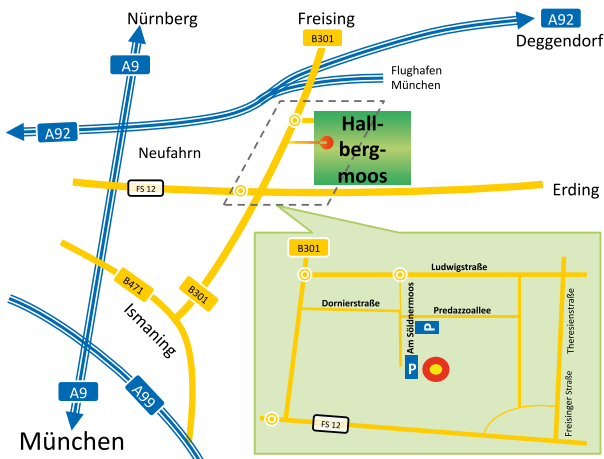 Nürnberg
Freising
A92
Deggendorf
B301
A9
Flughafen
München
A92
Hall-
berg-
moos
Neufahrn
FS 12
Erding
B301
Ludwigstraße
B471
B301
Ismaning
Dornierstraße
Am Söldnermoos
Predazzoallee
P
Theresienstraße
P
A9
A99
Freisinger Straße
FS 12
München